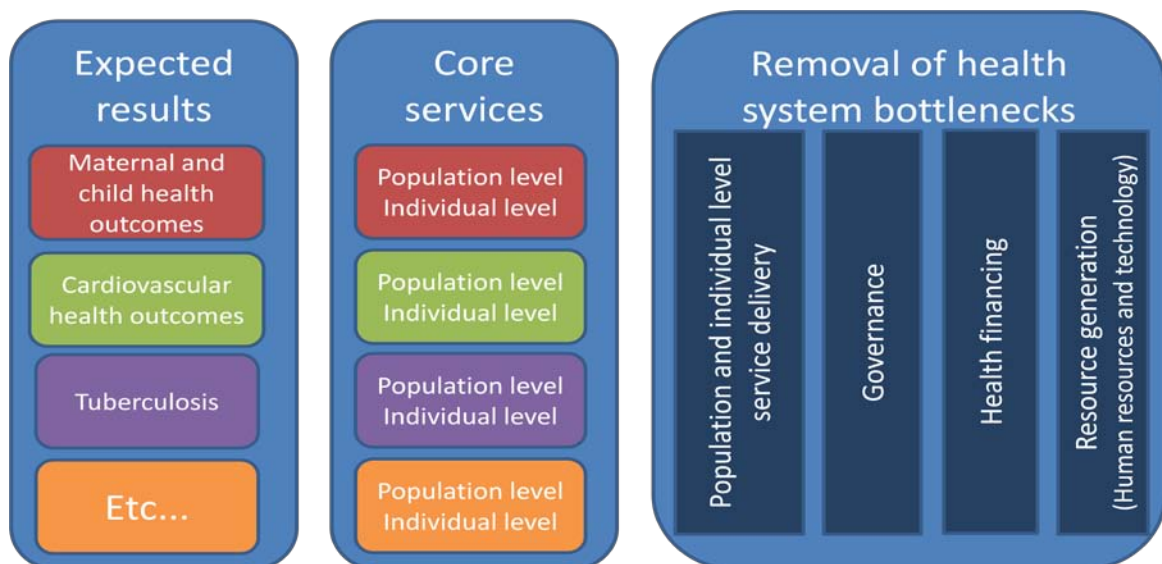 Expected
results
Maternal and
child health
outcomes
Cardiovascular
health outcomes
Tuberculosis
Etc...
Core
services
Population level
Individual level
Population level
Individual level
Population level
Individual level
Population level
Individual level
Removal of health
system bottlenecks
Population and individual level
service delivery
Governance
Health financing
Resource generation
(Human resources and technology)